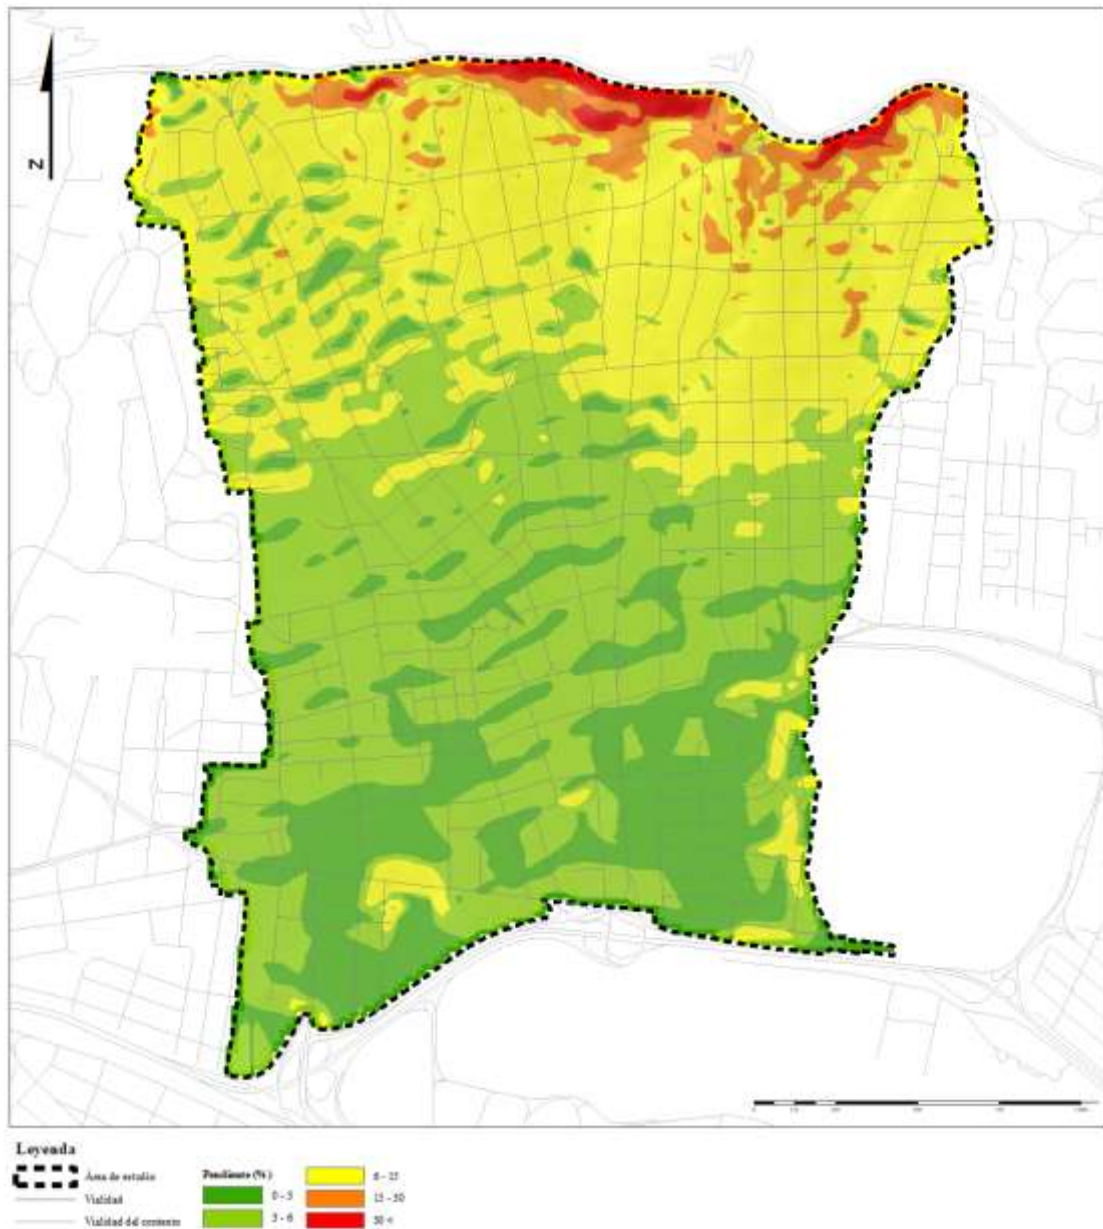 N
Leyenda
Área de estudio
Vialidad
Vialidad del contexto
Pendiente (%)
0 - 3
3 - 6
6 - 15
15 - 30
30 <